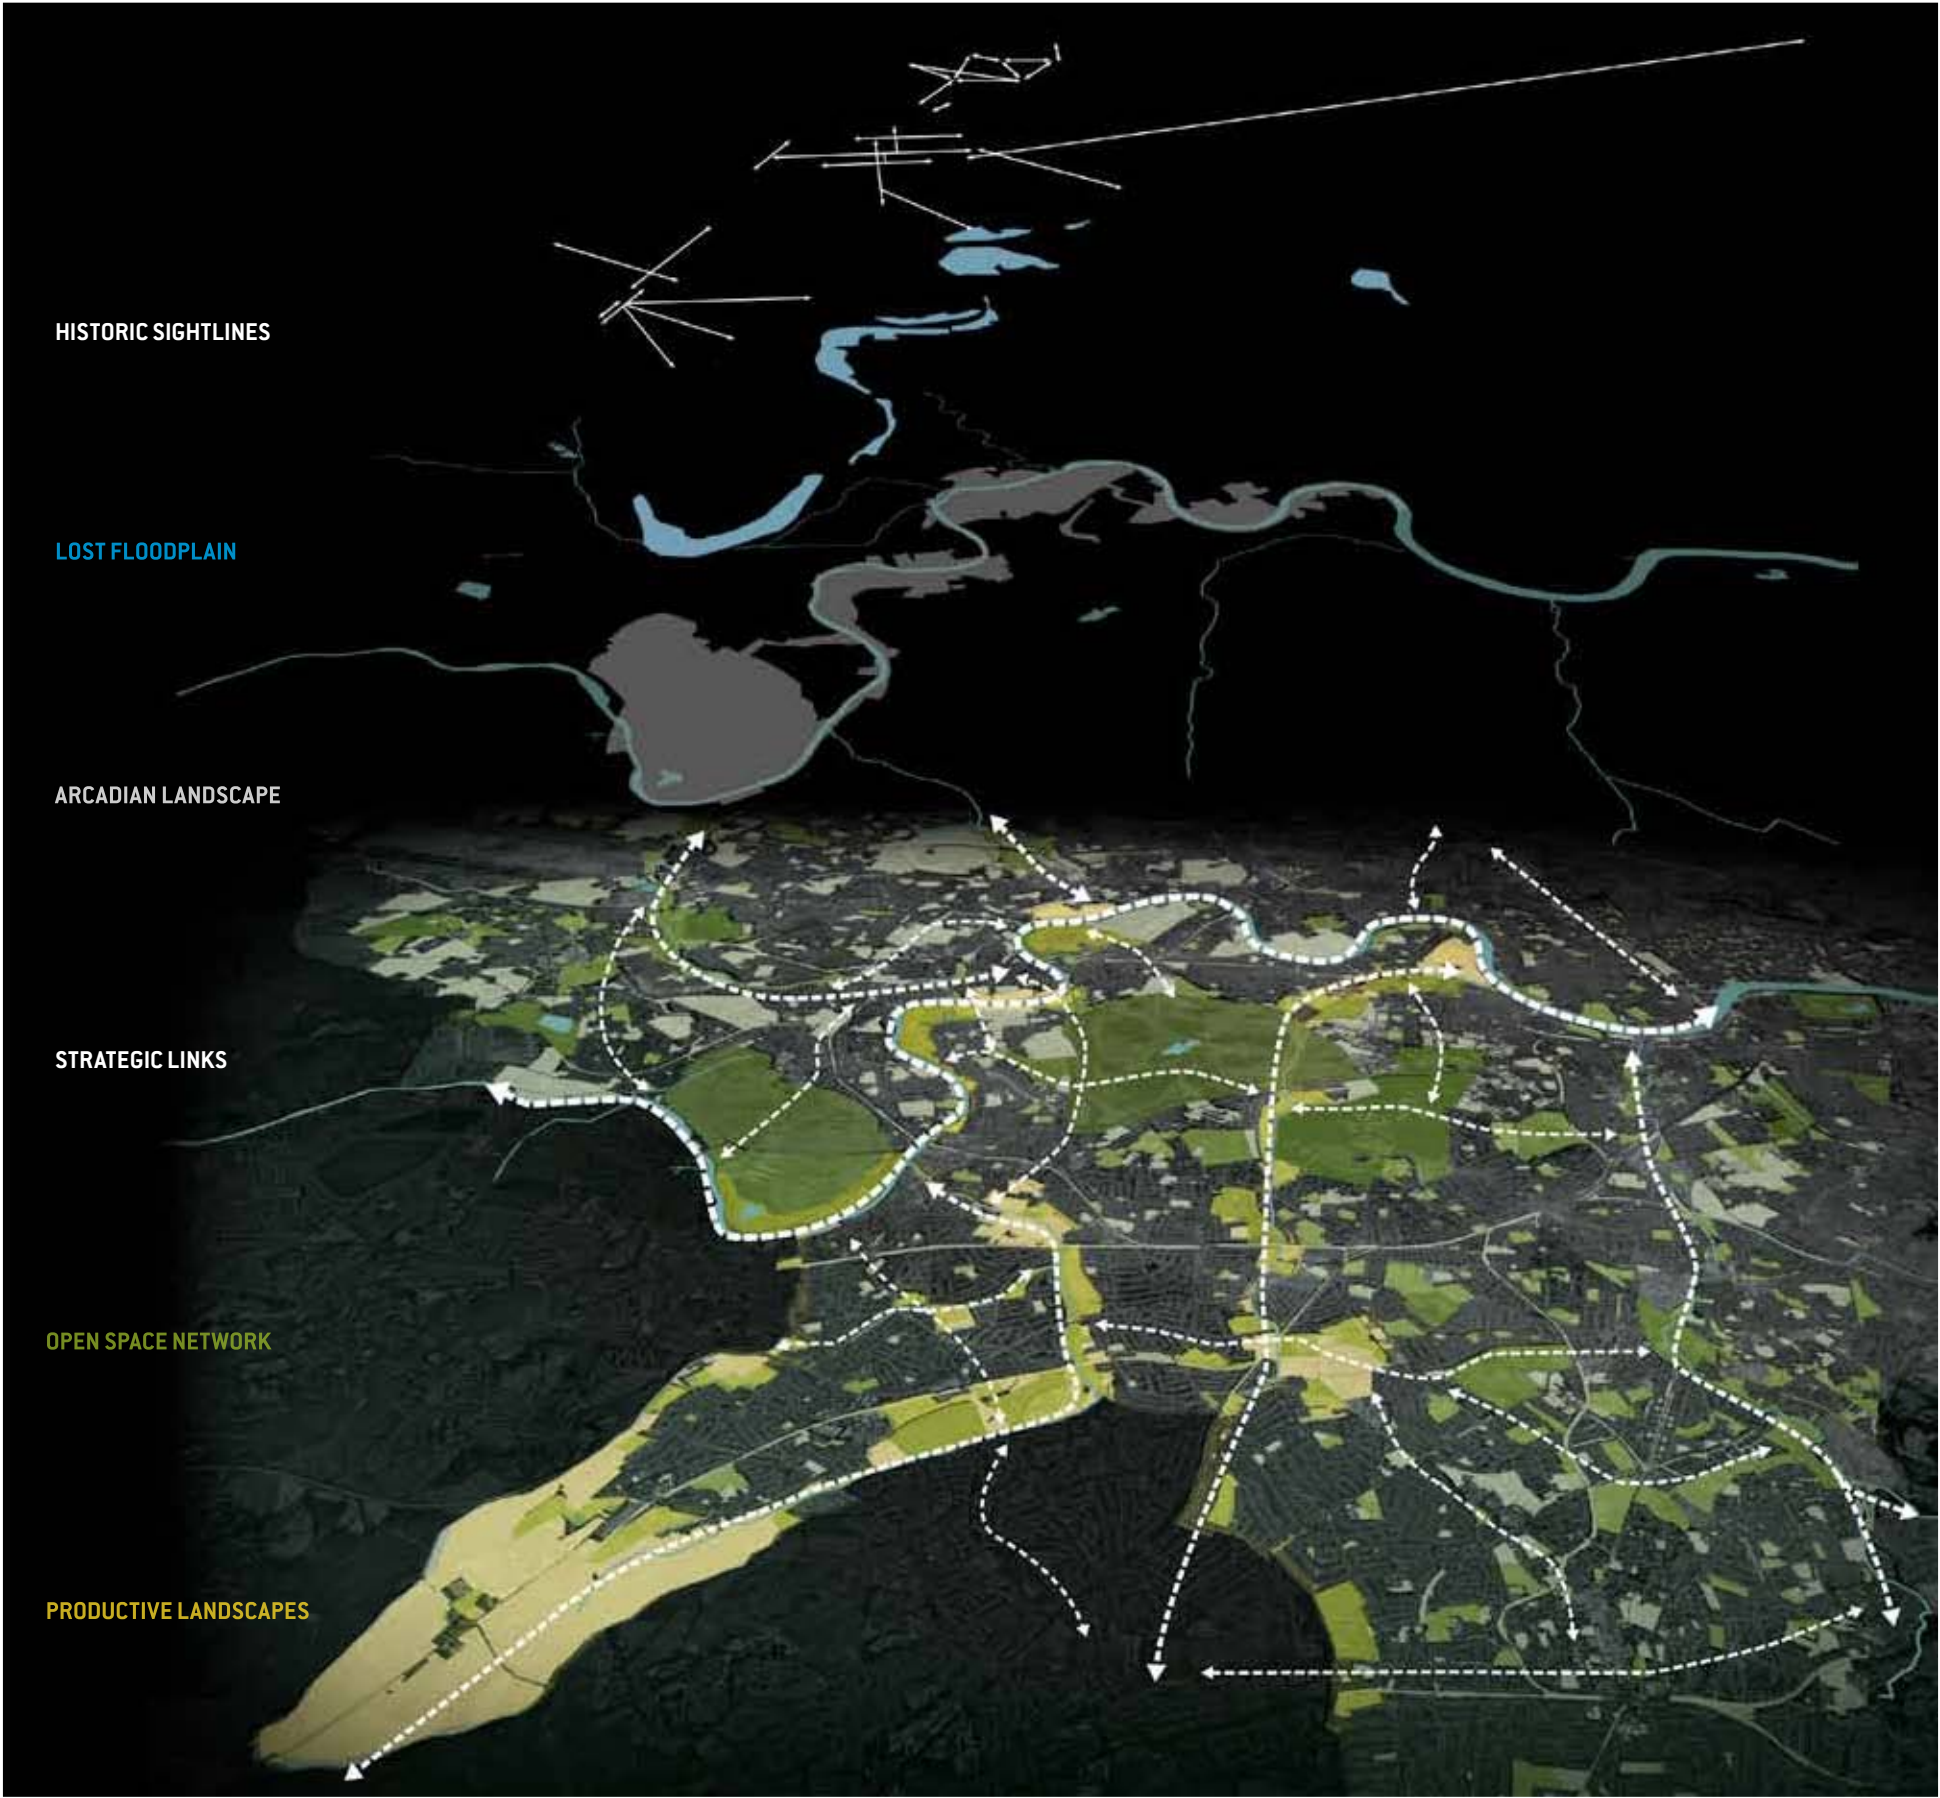 HISTORIC SIGHTLINES
LOST FLOODPLAIN
ARCADIAN LANDSCAPE
STRATEGIC LINKS
OPEN SPACE NETWORK
PRODUCTIVE LANDSCAPES